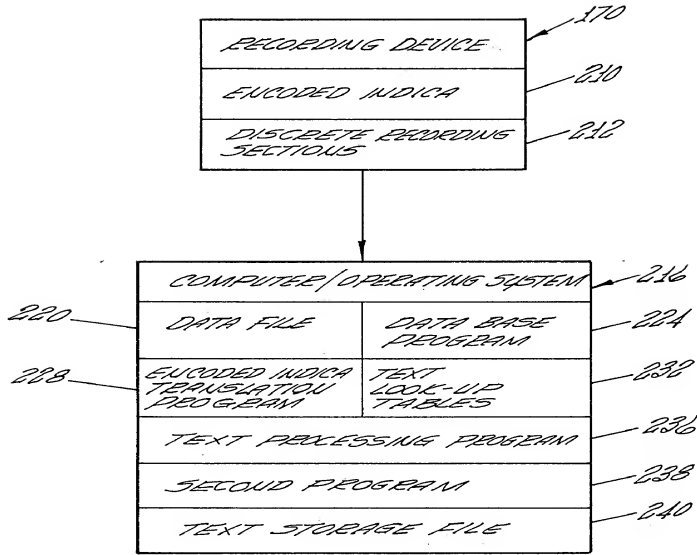 RECORDING DEVICE
170
ENCODED INDICA
210
DISCRETE RECORDING
SECTIONS
212
COMPUTER/OPERATING SYSTEM
216
220
DATA FILE
DATA BASE
PROGRAM
224
228
ENCODED INDICA
TRANSLATION
PROGRAM
TEXT
LOOK-UP
TABLES
232
TEXT PROCESSING PROGRAM
236
SECOND PROGRAM
238
TEXT STORAGE FILE
240